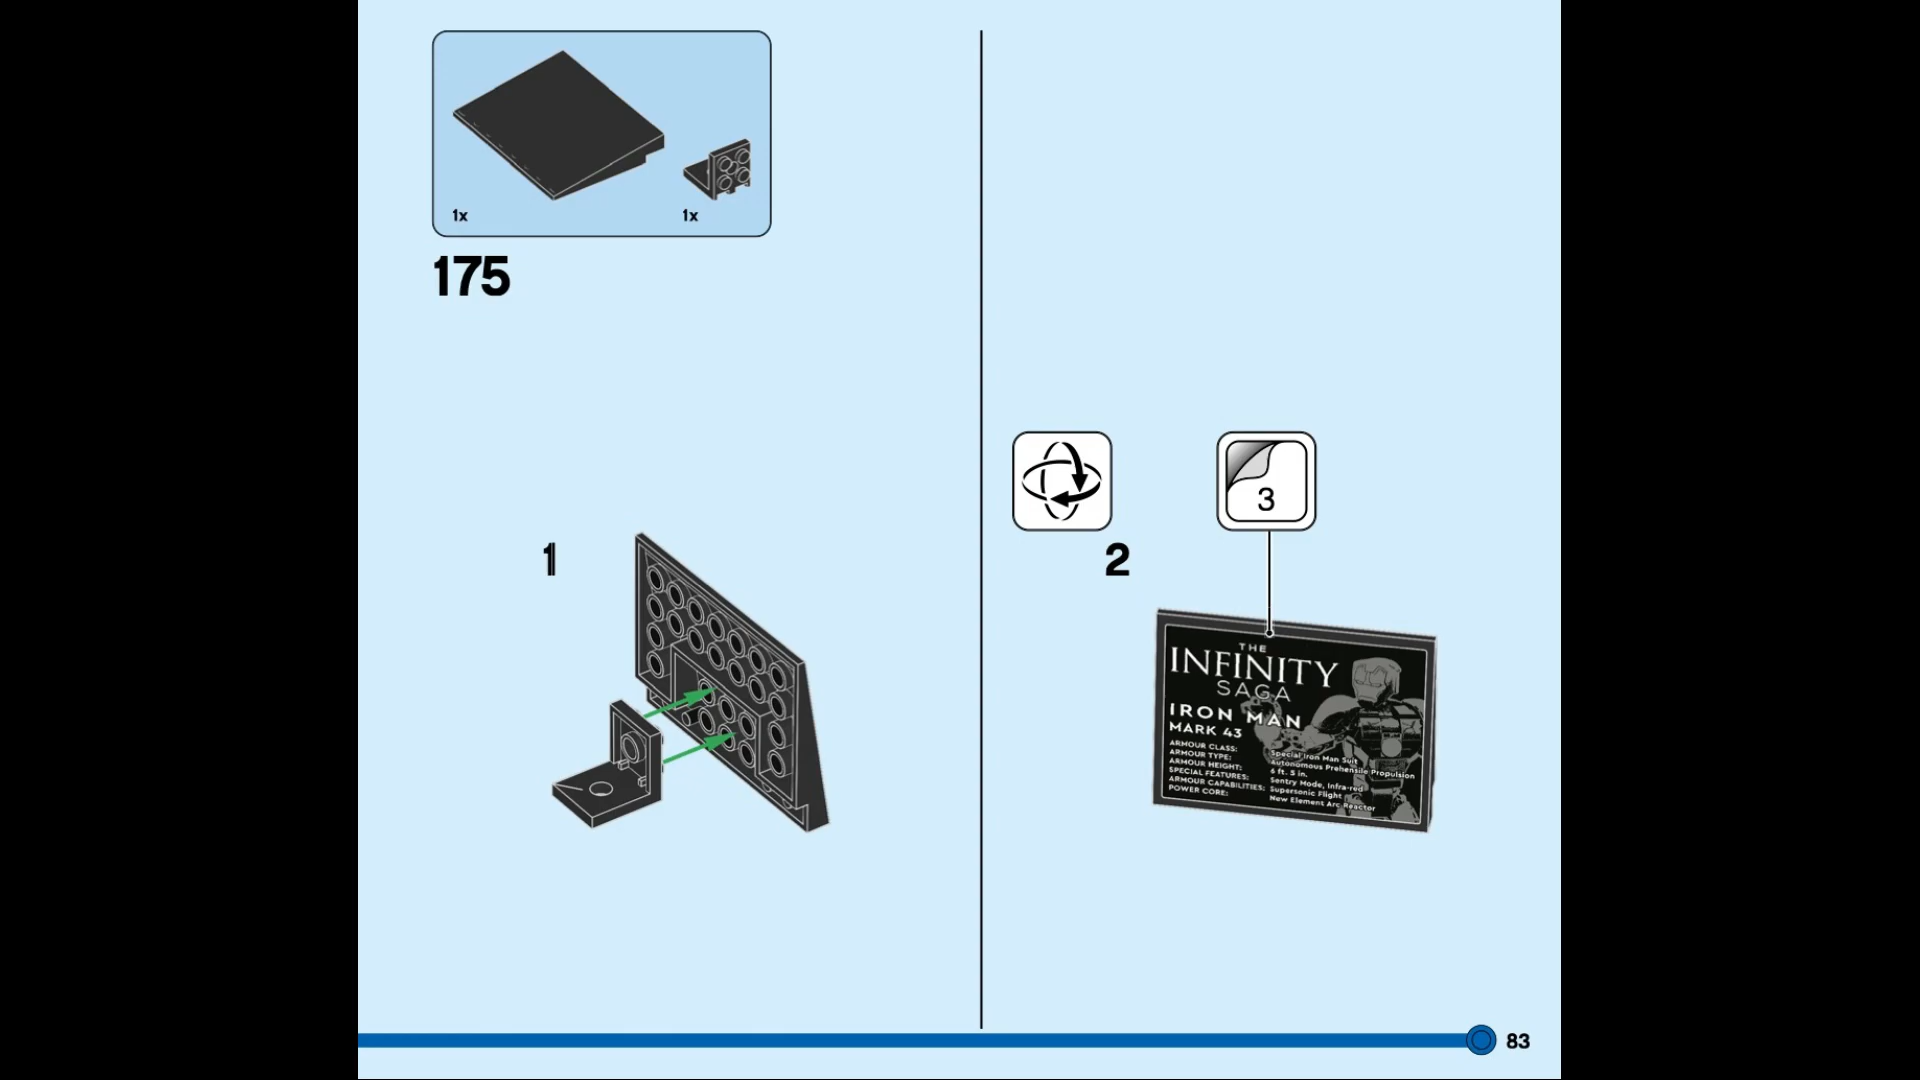 1x
1x
175
1
3
2
THE
INFINITY
SAGA
IRON MAN
MARK 43
ARMOUR CLASS: Special Iron Man Suit
ARMOUR TYPE: Autonomous Prehensile Propulsion
ARMOUR HEIGHT: 6 ft. 5 in.
SPECIAL FEATURES: Sentry Mode, Infra-red
ARMOUR CAPABILITIES: Supersonic Flight
POWER CORE: New Element Arc Reactor
83